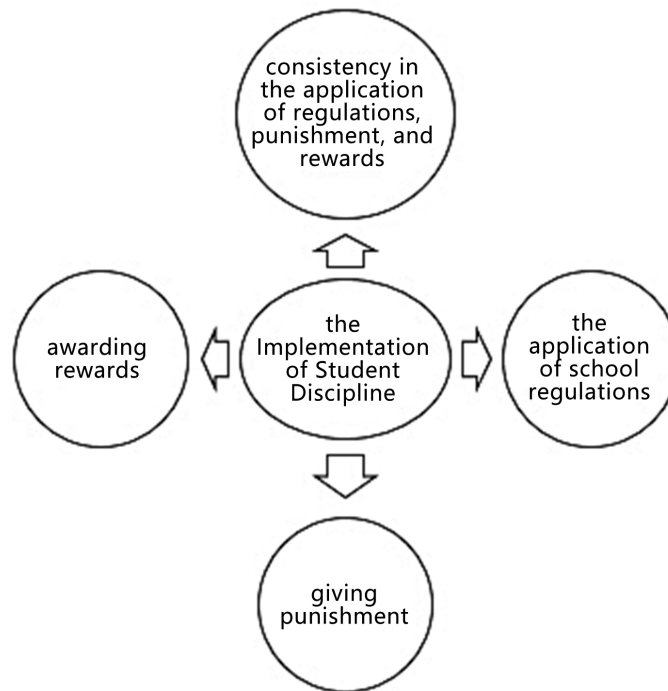 consistency in
the application
of regulations,
punishment, and
rewards
awarding
rewards
the
Implementation
of Student
Discipline
the
application
of school
regulations
giving
punishment